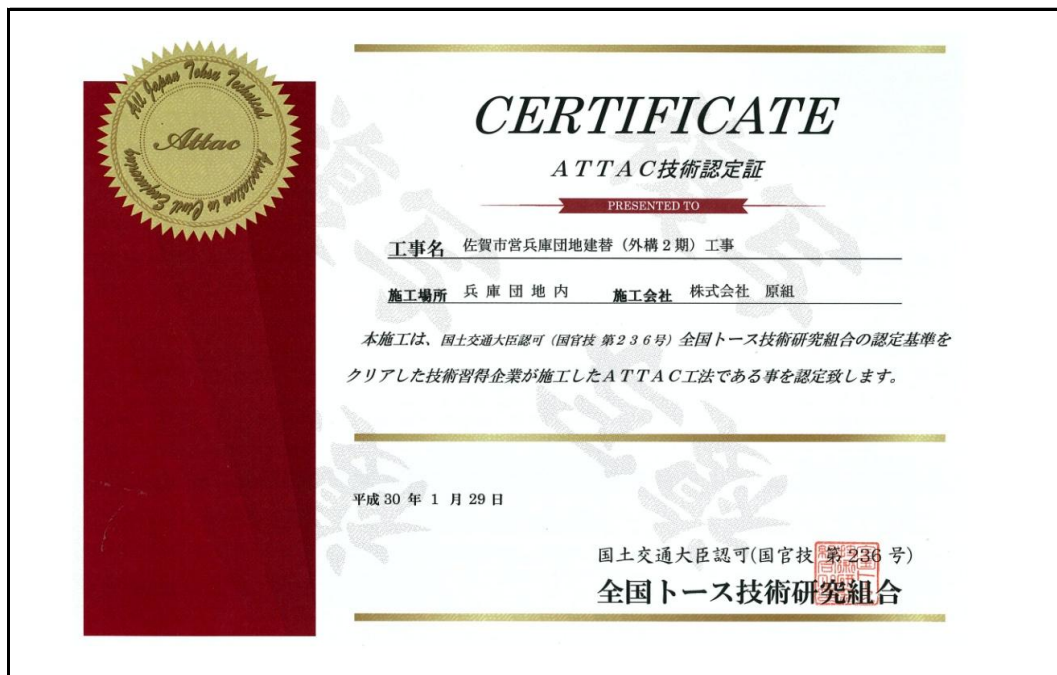 All Japan Tohsu Technical
Attac
Association in Civil Engineering
CERTIFICATE
ATTAC技術認定証
PRESENTED TO
工事名 佐賀市営兵庫団地建替（外構２期）工事
施工場所 兵庫団地内 施工会社 株式会社 原組
本施工は、国土交通大臣認可（国官技 第２３６号）全国トース技術研究組合の認定基準を
クリアした技術習得企業が施工したＡＴＴＡＣ工法である事を認定致します。
平成30年1月29日
国土交通大臣認可(国官技 第236号)
全国トース技術研究組合